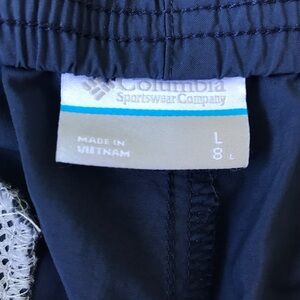 Columbia
Sportswear Company
MADE IN
VIETNAM
L
8 L